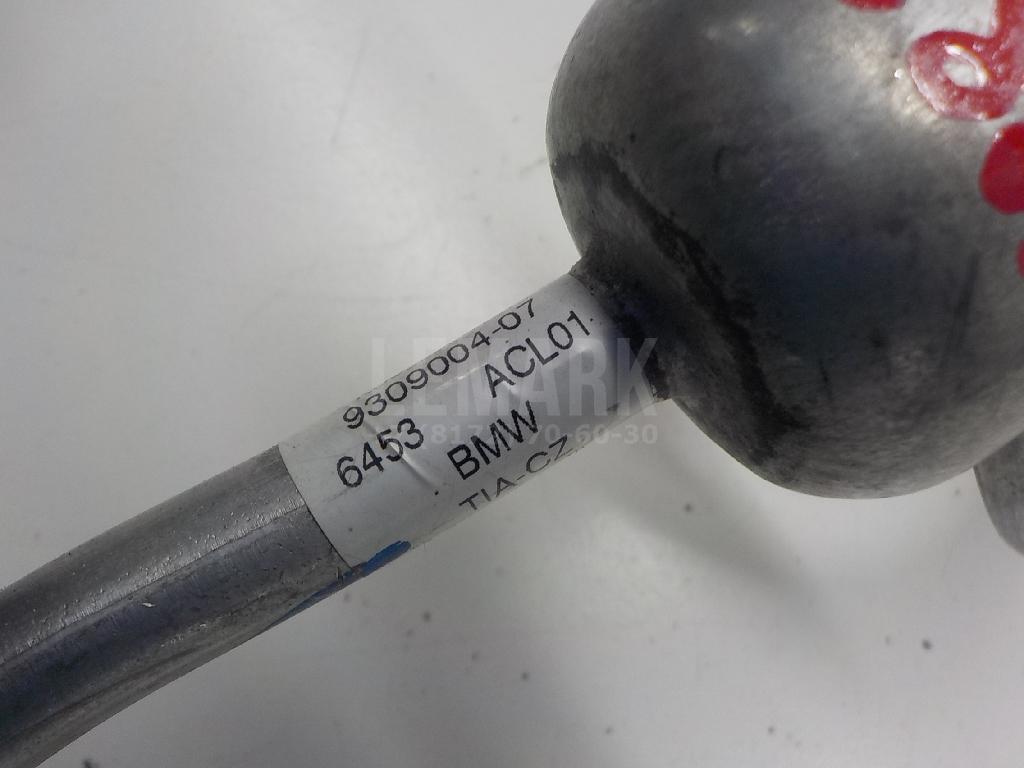 9309004-07
6453 ACL01
BMW
TIA-CZ
LEMARK